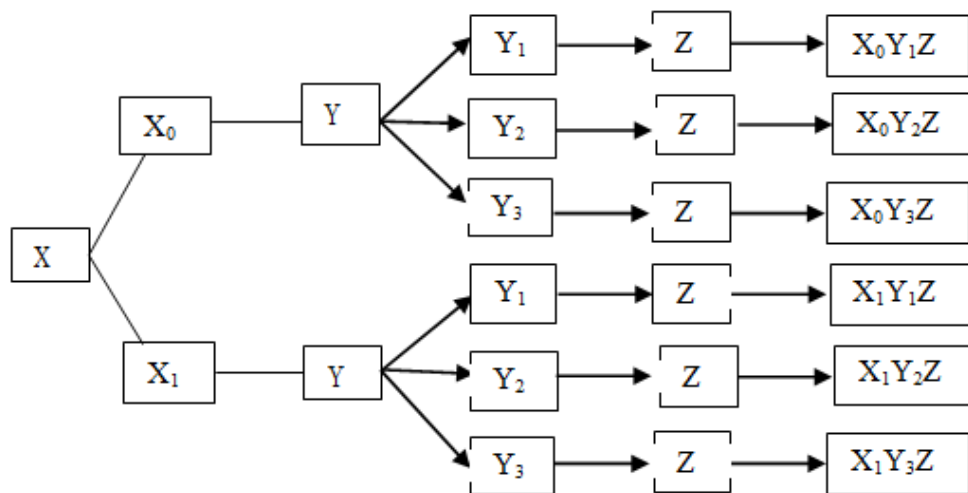 Y₁ Z X₀Y₁Z
X₀ Y Y₂ Z X₀Y₂Z
Y₃ Z X₀Y₃Z
X
Y₁ Z X₁Y₁Z
X₁ Y Y₂ Z X₁Y₂Z
Y₃ Z X₁Y₃Z